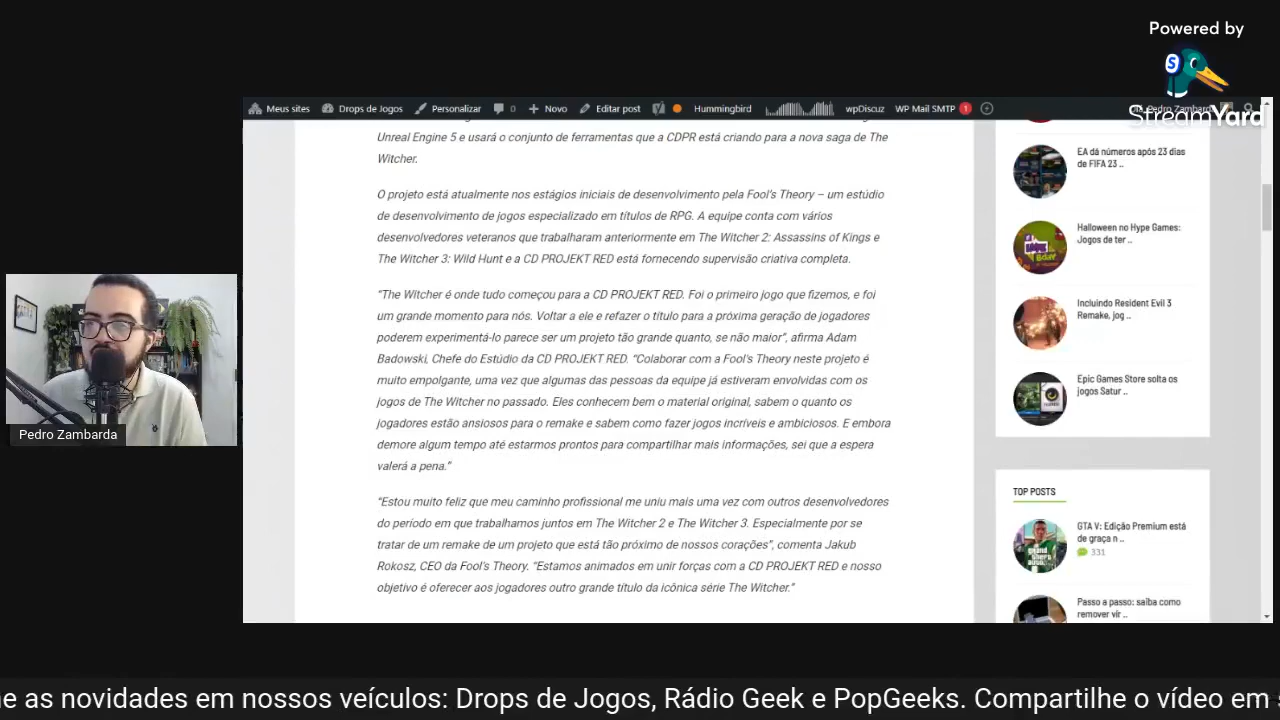 Powered by
StreamYard
Meus sites Drops de Jogos Personalizar 0 Novo Editar post Hummingbird wpDiscuz WP Mail SMTP 1 Pedro Zambard
Unreal Engine 5 e usará o conjunto de ferramentas que a CDPR está criando para a nova saga de The
Witcher.
O projeto está atualmente nos estágios iniciais de desenvolvimento pela Fool's Theory – um estúdio
de desenvolvimento de jogos especializado em títulos de RPG. A equipe conta com vários
desenvolvedores veteranos que trabalharam anteriormente em The Witcher 2: Assassins of Kings e
The Witcher 3: Wild Hunt e a CD PROJEKT RED está fornecendo supervisão criativa completa.
"The Witcher é onde tudo começou para a CD PROJEKT RED. Foi o primeiro jogo que fizemos, e foi
um grande momento para nós. Voltar a ele e refazer o título para a próxima geração de jogadores
poderem experimentá-lo parece ser um projeto tão grande quanto, se não maior", afirma Adam
Badowski, Chefe do Estúdio da CD PROJEKT RED. "Colaborar com a Fool's Theory neste projeto é
muito empolgante, uma vez que algumas das pessoas da equipe já estiveram envolvidas com os
jogos de The Witcher no passado. Eles conhecem bem o material original, sabem o quanto os
jogadores estão ansiosos para o remake e sabem como fazer jogos incríveis e ambiciosos. E embora
demore algum tempo até estarmos prontos para compartilhar mais informações, sei que a espera
valerá a pena."
"Estou muito feliz que meu caminho profissional me uniu mais uma vez com outros desenvolvedores
do período em que trabalhamos juntos em The Witcher 2 e The Witcher 3. Especialmente por se
tratar de um remake de um projeto que está tão próximo de nossos corações", comenta Jakub
Rokosz, CEO da Fool's Theory. "Estamos animados em unir forças com a CD PROJEKT RED e nosso
objetivo é oferecer aos jogadores outro grande título da icônica série The Witcher."
EA dá números após 23 dias
de FIFA 23 ..
Halloween no Hype Games:
Jogos de ter ..
Incluindo Resident Evil 3
Remake, jog ..
Epic Games Store solta os
jogos Satur ..
TOP POSTS
GTA V: Edição Premium está
de graça n ..
331
Passo a passo: saiba como
remover vír ..
Pedro Zambarda
e as novidades em nossos veículos: Drops de Jogos, Rádio Geek e PopGeeks. Compartilhe o vídeo em